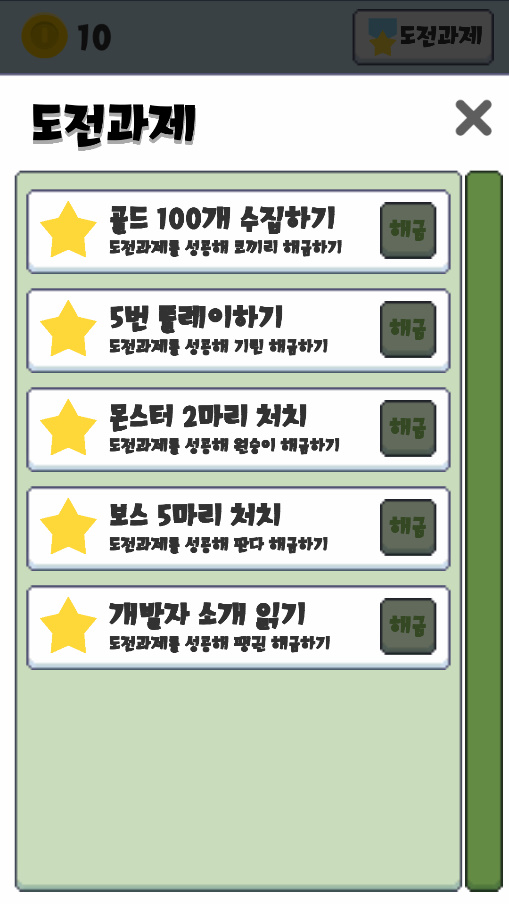 10
도전과제
도전과제
골드 100개 수집하기
도전과제를 성공해 코끼리 해금하기
해금
5번 플레이하기
도전과제를 성공해 기린 해금하기
해금
몬스터 2마리 처치
도전과제를 성공해 원숭이 해금하기
해금
보스 5마리 처치
도전과제를 성공해 판다 해금하기
해금
개발자 소개 읽기
도전과제를 성공해 펭귄 해금하기
해금